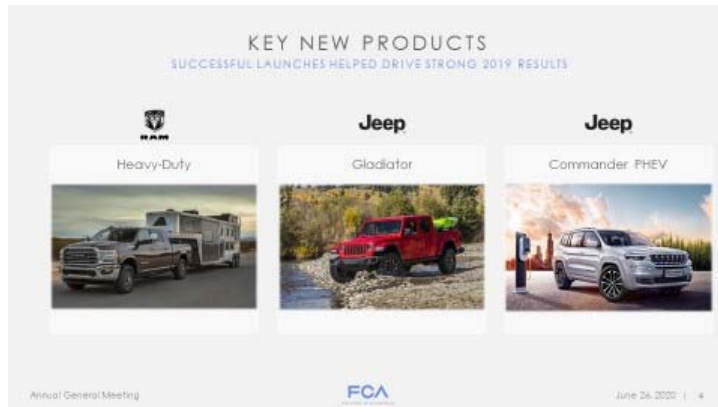 KEY NEW PRODUCTS
SUCCESSFUL LAUNCHES HELPED DRIVE STRONG 2019 RESULTS
RAM
Jeep
Jeep
Heavy-Duty
Gladiator
Commander PHEV
Annual General Meeting
FCA
June 26, 2020 | 4